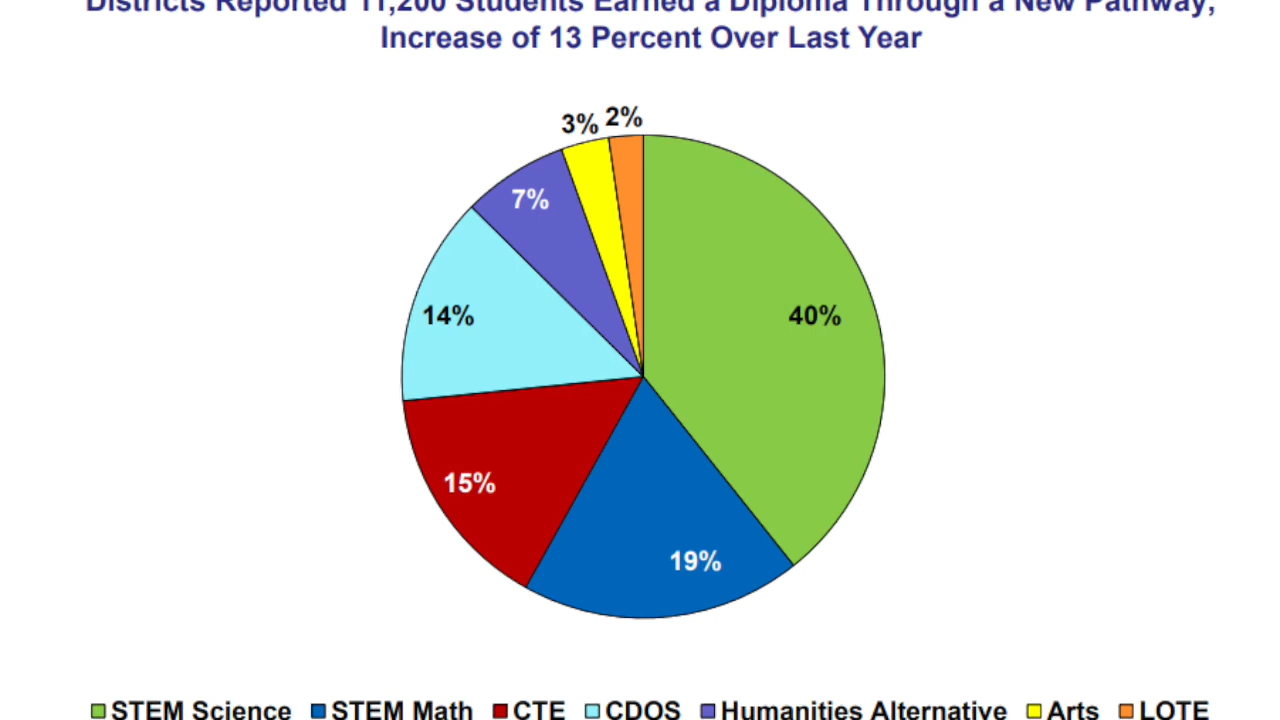 Districts Reported 11,200 Students Earned a Diploma Through a New Pathway,
Increase of 13 Percent Over Last Year
3% 2%
7%
14%
40%
15%
19%
STEM Science STEM Math CTE CDOS Humanities Alternative Arts LOTE